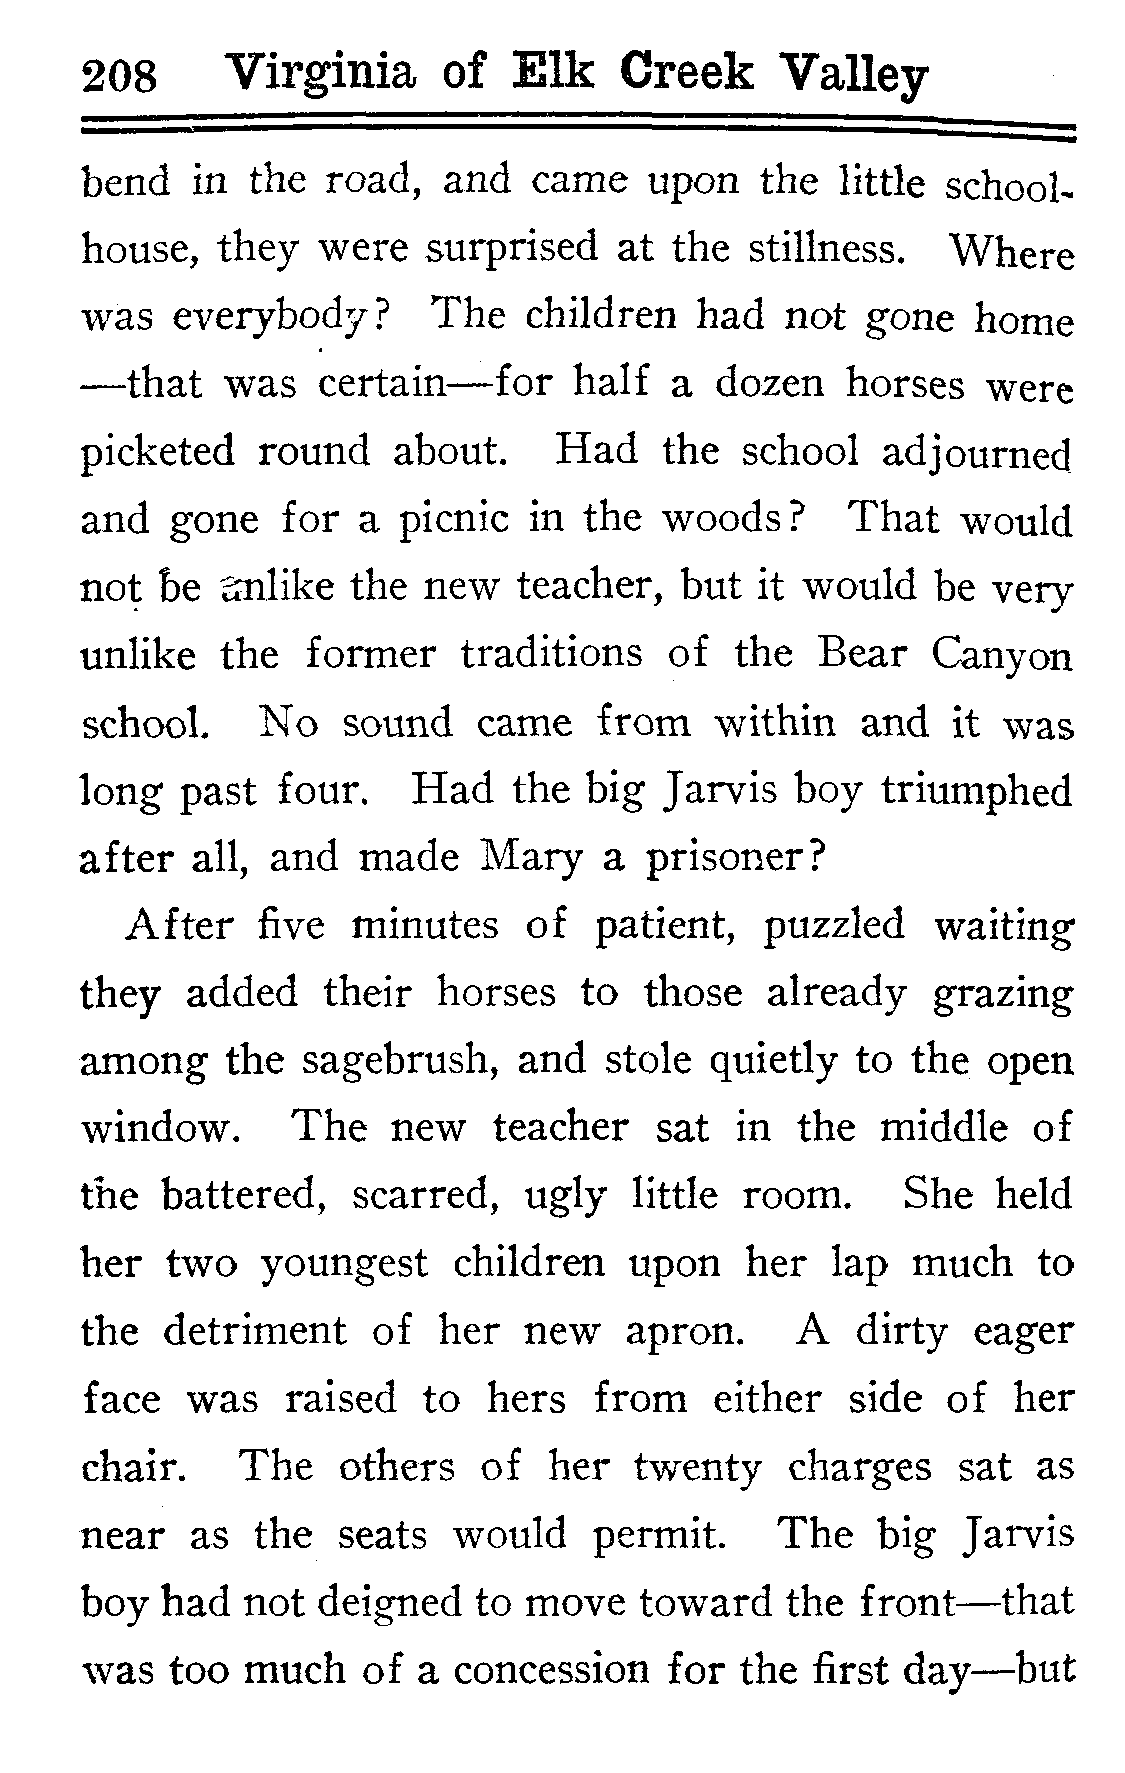 208 Virginia of Elk Creek Valley
bend in the road, and came upon the little school-
house, they were surprised at the stillness. Where
was everybody? The children had not gone home
—that was certain—for half a dozen horses were
picketed round about. Had the school adjourned
and gone for a picnic in the woods? That would
not be unlike the new teacher, but it would be very
unlike the former traditions of the Bear Canyon
school. No sound came from within and it was
long past four. Had the big Jarvis boy triumphed
after all, and made Mary a prisoner?
After five minutes of patient, puzzled waiting
they added their horses to those already grazing
among the sagebrush, and stole quietly to the open
window. The new teacher sat in the middle of
the battered, scarred, ugly little room. She held
her two youngest children upon her lap much to
the detriment of her new apron. A dirty eager
face was raised to hers from either side of her
chair. The others of her twenty charges sat as
near as the seats would permit. The big Jarvis
boy had not deigned to move toward the front—that
was too much of a concession for the first day—but